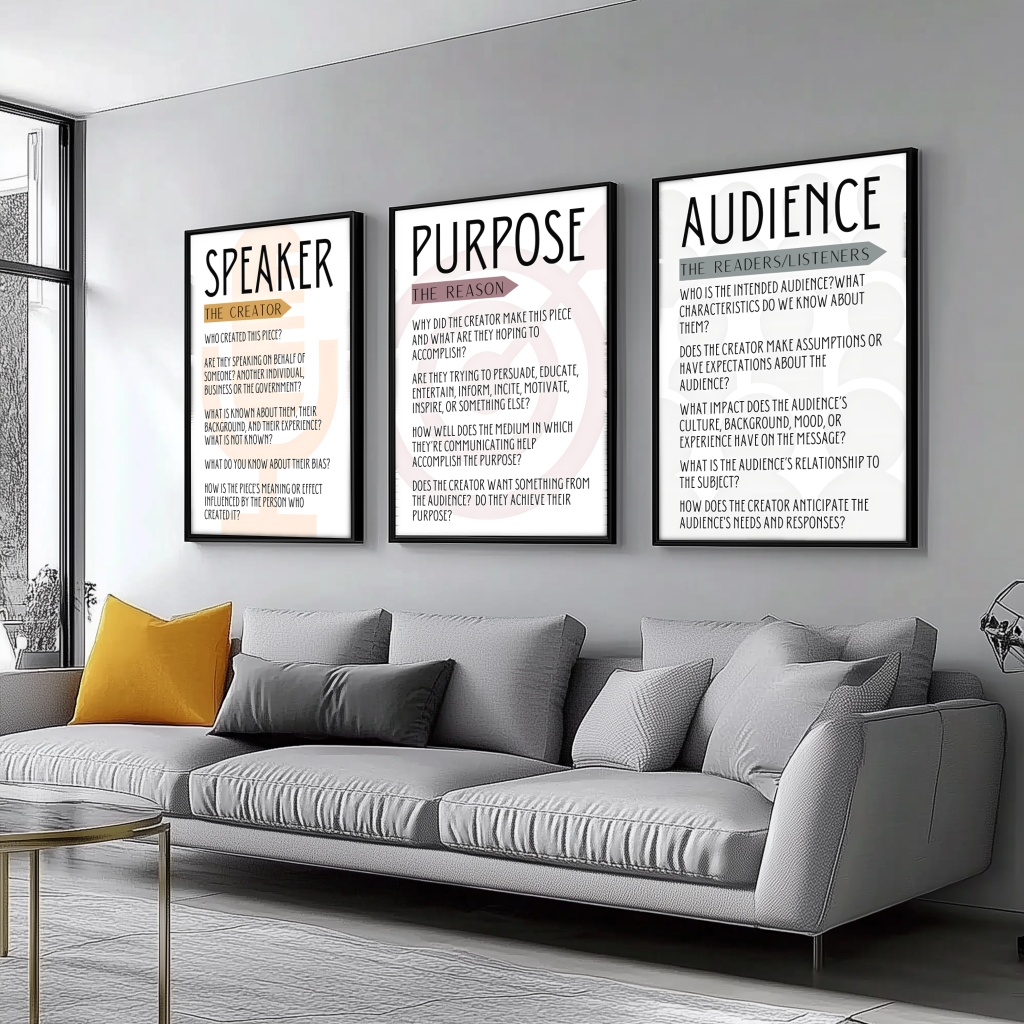 SPEAKER
THE CREATOR
WHO CREATED THIS PIECE?
ARE THEY SPEAKING ON BEHALF OF
SOMEONE? ANOTHER INDIVIDUAL,
BUSINESS OR THE GOVERNMENT?
WHAT IS KNOWN ABOUT THEM, THEIR
BACKGROUND, AND THEIR EXPERIENCE?
WHAT IS NOT KNOWN?
WHAT DO YOU KNOW ABOUT THEIR BIAS?
HOW IS THE PIECE'S MEANING OR EFFECT
INFLUENCED BY THE PERSON WHO
CREATED IT?
PURPOSE
THE REASON
WHY DID THE CREATOR MAKE THIS PIECE
AND WHAT ARE THEY HOPING TO
ACCOMPLISH?
ARE THEY TRYING TO PERSUADE, EDUCATE,
ENTERTAIN, INFORM, INCITE, MOTIVATE,
INSPIRE, OR SOMETHING ELSE?
HOW WELL DOES THE MEDIUM IN WHICH
THEY'RE COMMUNICATING HELP
ACCOMPLISH THE PURPOSE?
DOES THE CREATOR WANT SOMETHING FROM
THE AUDIENCE? DO THEY ACHIEVE THEIR
PURPOSE?
AUDIENCE
THE READERS/LISTENERS
WHO IS THE INTENDED AUDIENCE?WHAT
CHARACTERISTICS DO WE KNOW ABOUT
THEM?
DOES THE CREATOR MAKE ASSUMPTIONS OR
HAVE EXPECTATIONS ABOUT THE
AUDIENCE?
WHAT IMPACT DOES THE AUDIENCE'S
CULTURE, BACKGROUND, MOOD, OR
EXPERIENCE HAVE ON THE MESSAGE?
WHAT IS THE AUDIENCE'S RELATIONSHIP TO
THE SUBJECT?
HOW DOES THE CREATOR ANTICIPATE THE
AUDIENCE'S NEEDS AND RESPONSES?